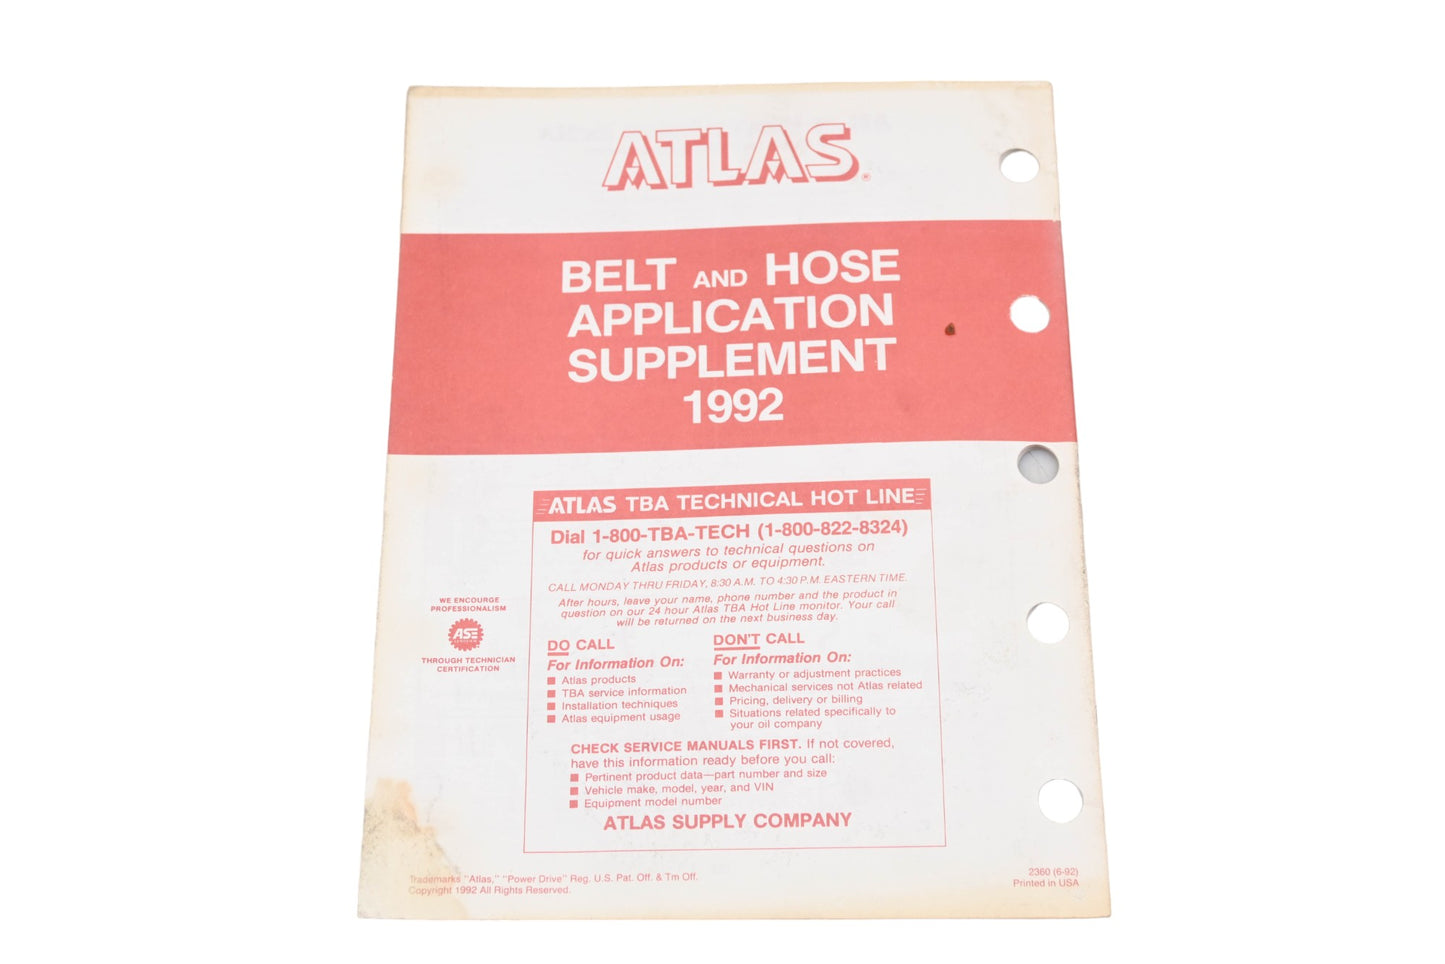 ATLAS®
BELT AND HOSE
APPLICATION
SUPPLEMENT
1992
ATLAS TBA TECHNICAL HOT LINE
Dial 1-800-TBA-TECH (1-800-822-8324)
for quick answers to technical questions on
Atlas products or equipment.
CALL MONDAY THRU FRIDAY, 8:30 A.M. TO 4:30 P.M. EASTERN TIME.
After hours, leave your name, phone number and the product in
question on our 24 hour Atlas TBA Hot Line monitor. Your call
will be returned on the next business day.
DO CALL
For Information On:
■ Atlas products
■ TBA service information
■ Installation techniques
■ Atlas equipment usage
DON'T CALL
For Information On:
■ Warranty or adjustment practices
■ Mechanical services not Atlas related
■ Pricing, delivery or billing
■ Situations related specifically to
your oil company
CHECK SERVICE MANUALS FIRST. If not covered,
have this information ready before you call:
■ Pertinent product data—part number and size
■ Vehicle make, model, year, and VIN
■ Equipment model number
ATLAS SUPPLY COMPANY
WE ENCOURGE
PROFESSIONALISM
ASE
THROUGH TECHNICIAN
CERTIFICATION
Trademarks "Atlas," "Power Drive" Reg. U.S. Pat. Off. & Tm Off.
Copyright 1992 All Rights Reserved.
2360 (6-92)
Printed in USA